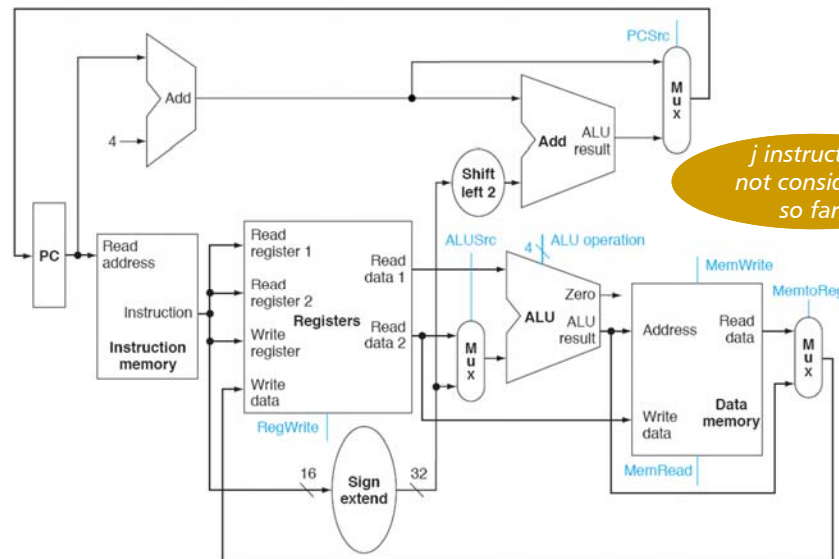 PCSrc
Add
4
Mux
Add
ALU
result
Shift
left 2
j instruct
not consid
so far
PC
Read
address
Instruction
Instruction
memory
Read
register 1
Read
register 2
Write
register
Write
data
Registers
Read
data 1
Read
data 2
RegWrite
16
Sign
extend
32
ALUSrc
Mux
4
ALU operation
Zero
ALU
ALU
result
MemWrite
Address
Read
data
Write
data
Data
memory
MemRead
MemtoReg
Mux